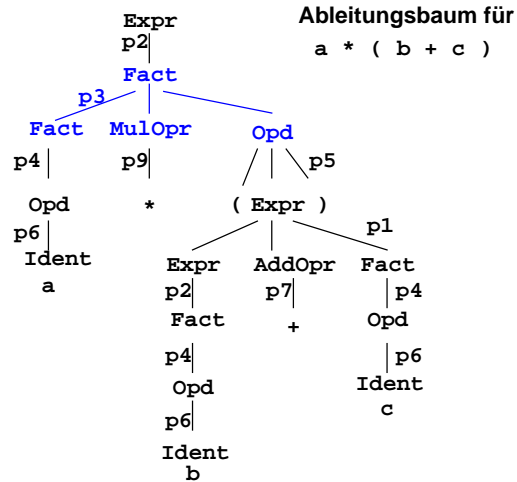 Expr
Ableitungsbaum für
p2
a * ( b + c )
Fact
p3
Fact MulOpr Opd
p4 p9 p5
Opd * ( Expr )
p6 p1
Ident Expr AddOpr Fact
a p2 p7 p4
Fact + Opd
p4 p6
Opd Ident
p6 c
Ident
b